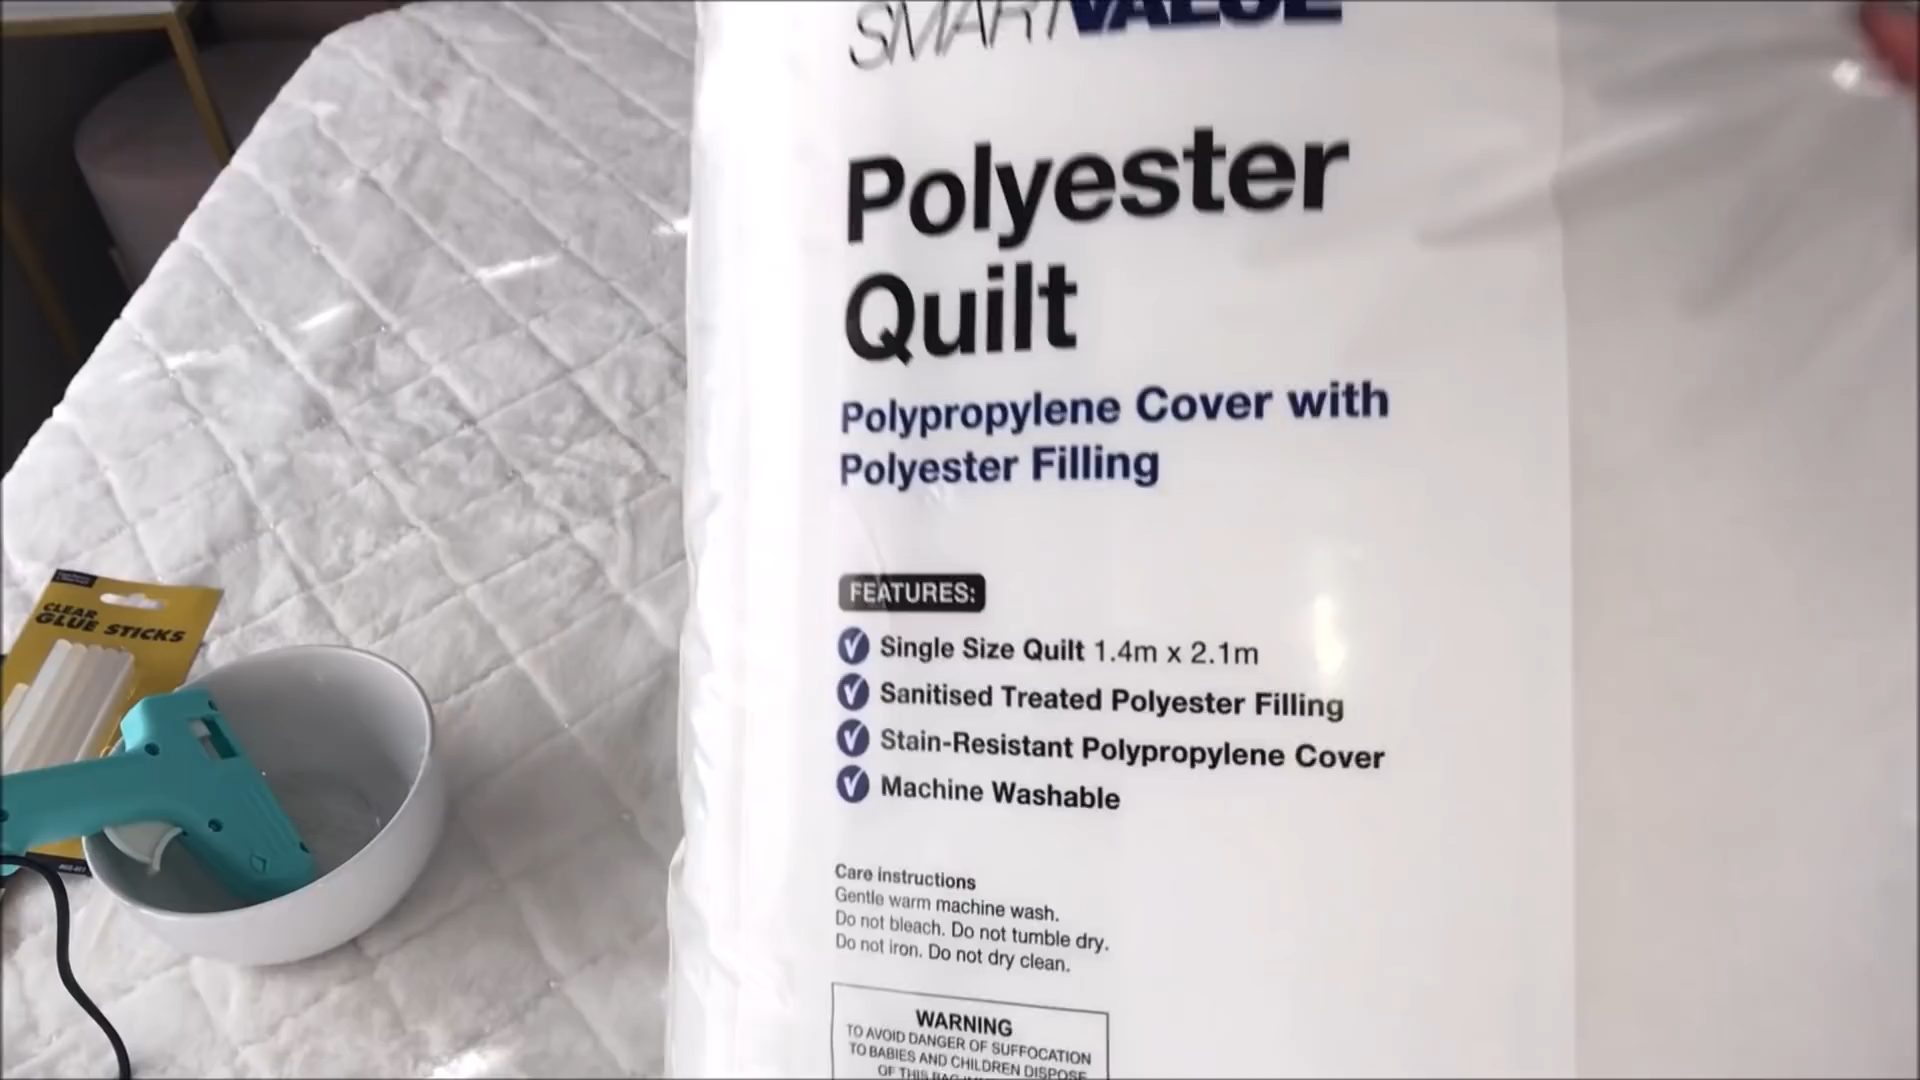 SMARTVALUE
Polyester
Quilt
Polypropylene Cover with
Polyester Filling
FEATURES:
Single Size Quilt 1.4m x 2.1m
Sanitised Treated Polyester Filling
Stain-Resistant Polypropylene Cover
Machine Washable
Care instructions
Gentle warm machine wash.
Do not bleach. Do not tumble dry.
Do not iron. Do not dry clean.
WARNING
TO AVOID DANGER OF SUFFOCATION
TO BABIES AND CHILDREN DISPOSE
OF THIS BAG
CLEAR
GLUE STICKS